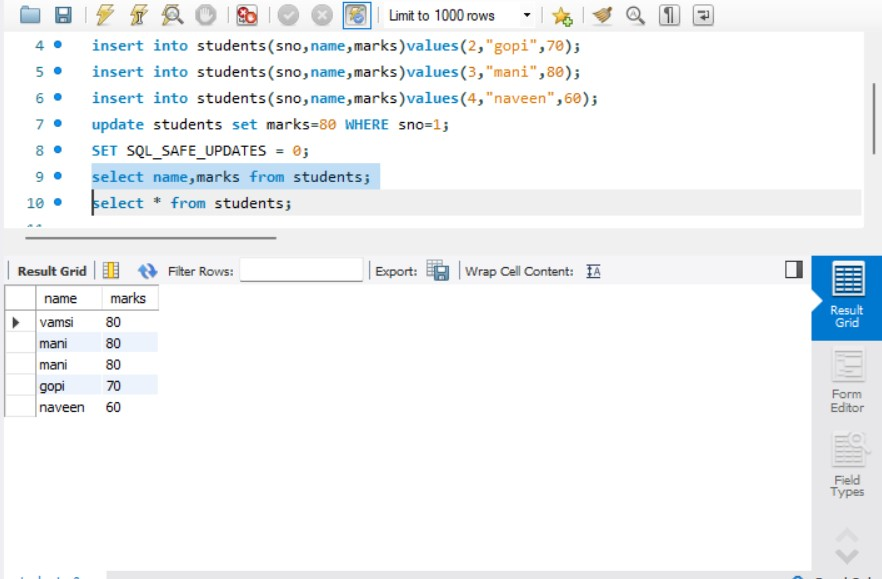 Limit to 1000 rows
4 insert into students(sno,name,marks)values(2,"gopi",70);
5 insert into students(sno,name,marks)values(3,"mani",80);
6 insert into students(sno,name,marks)values(4,"naveen",60);
7 update students set marks=80 WHERE sno=1;
8 SET SQL_SAFE_UPDATES = 0;
9 select name,marks from students;
10 select * from students;
Result Grid Filter Rows: Export: Wrap Cell Content: IA
name marks
vamsi 80
mani 80
mani 80
gopi 70
naveen 60
Result
Grid
Form
Editor
Field
Types